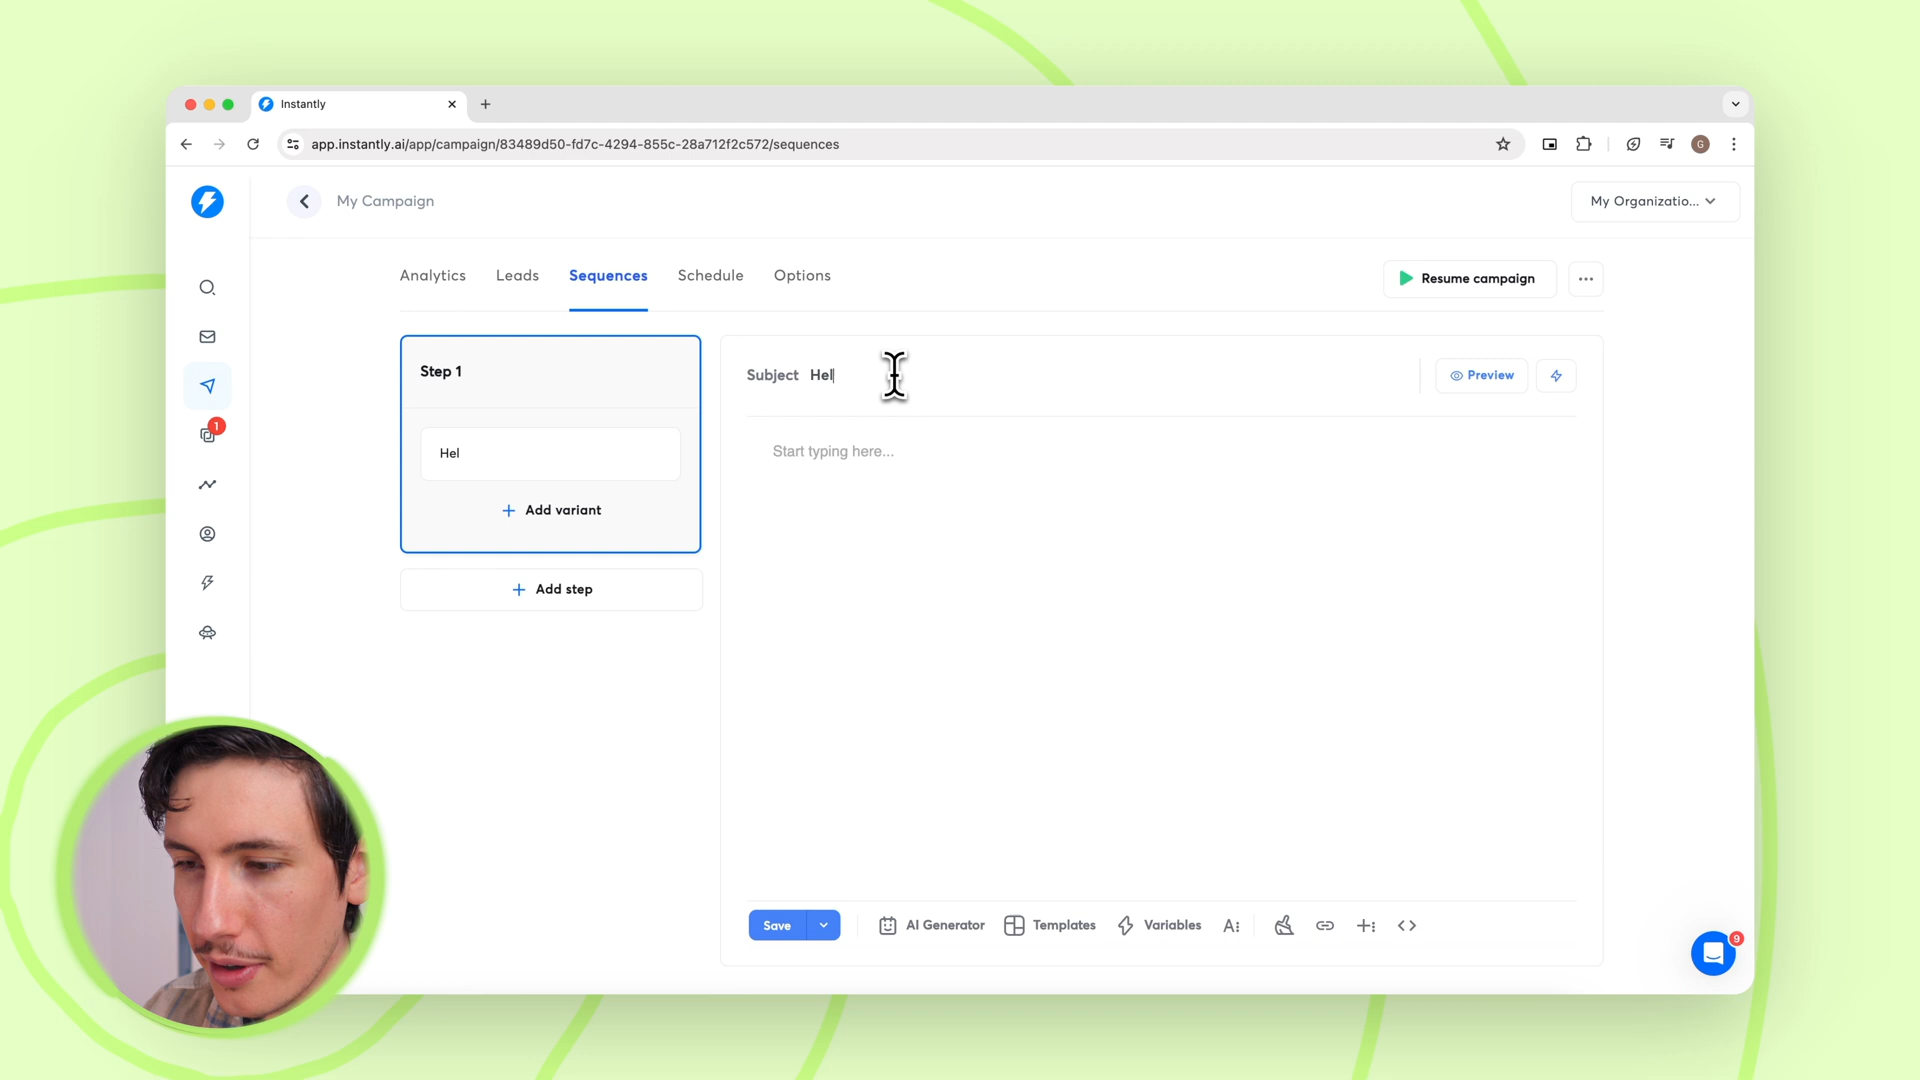 Instantly
app.instantly.ai/app/campaign/83489d50-fd7c-4294-855c-28a712f2c572/sequences
G
My Campaign
My Organizatio...
Analytics
Leads
Sequences
Schedule
Options
Resume campaign
Step 1
Subject Hel
Preview
1
Hel
Start typing here...
Add variant
Add step
Save
AI Generator
Templates
Variables
A
9